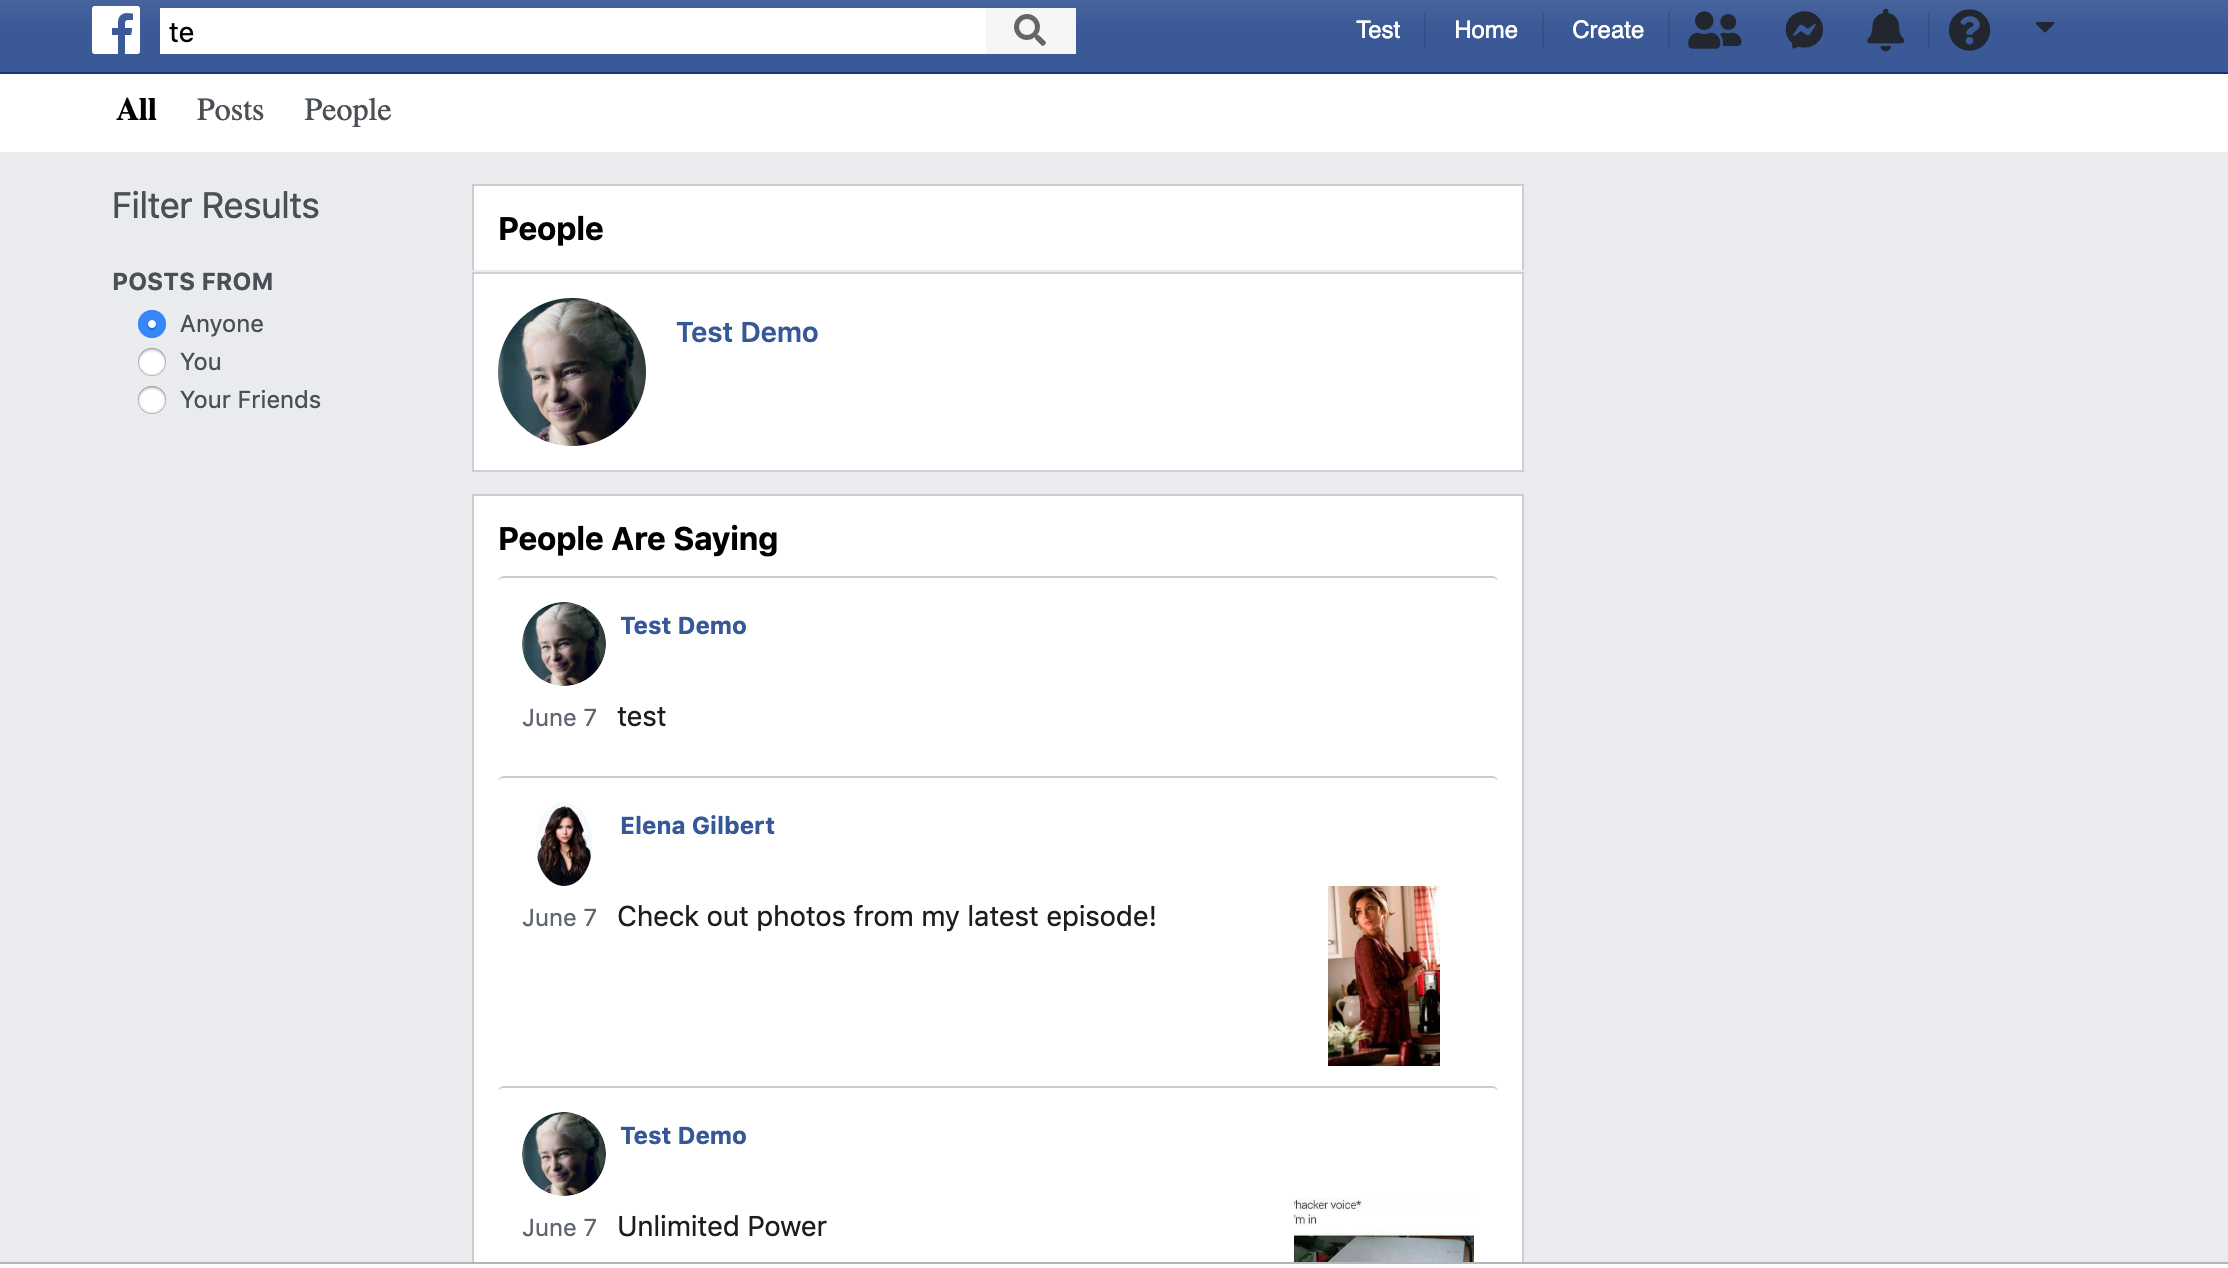 f
te
Test Home Create
All Posts People
Filter Results
POSTS FROM
Anyone
You
Your Friends
People
Test Demo
People Are Saying
Test Demo
June 7 test
Elena Gilbert
June 7 Check out photos from my latest episode!
Test Demo
June 7 Unlimited Power
*hacker voice*
I'm in